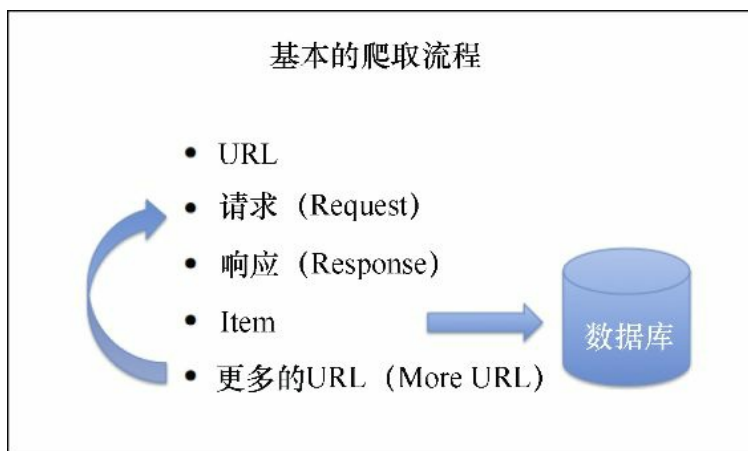 基本的爬取流程
• URL
• 请求（Request）
• 响应（Response）
• Item
数据库
• 更多的URL（More URL）